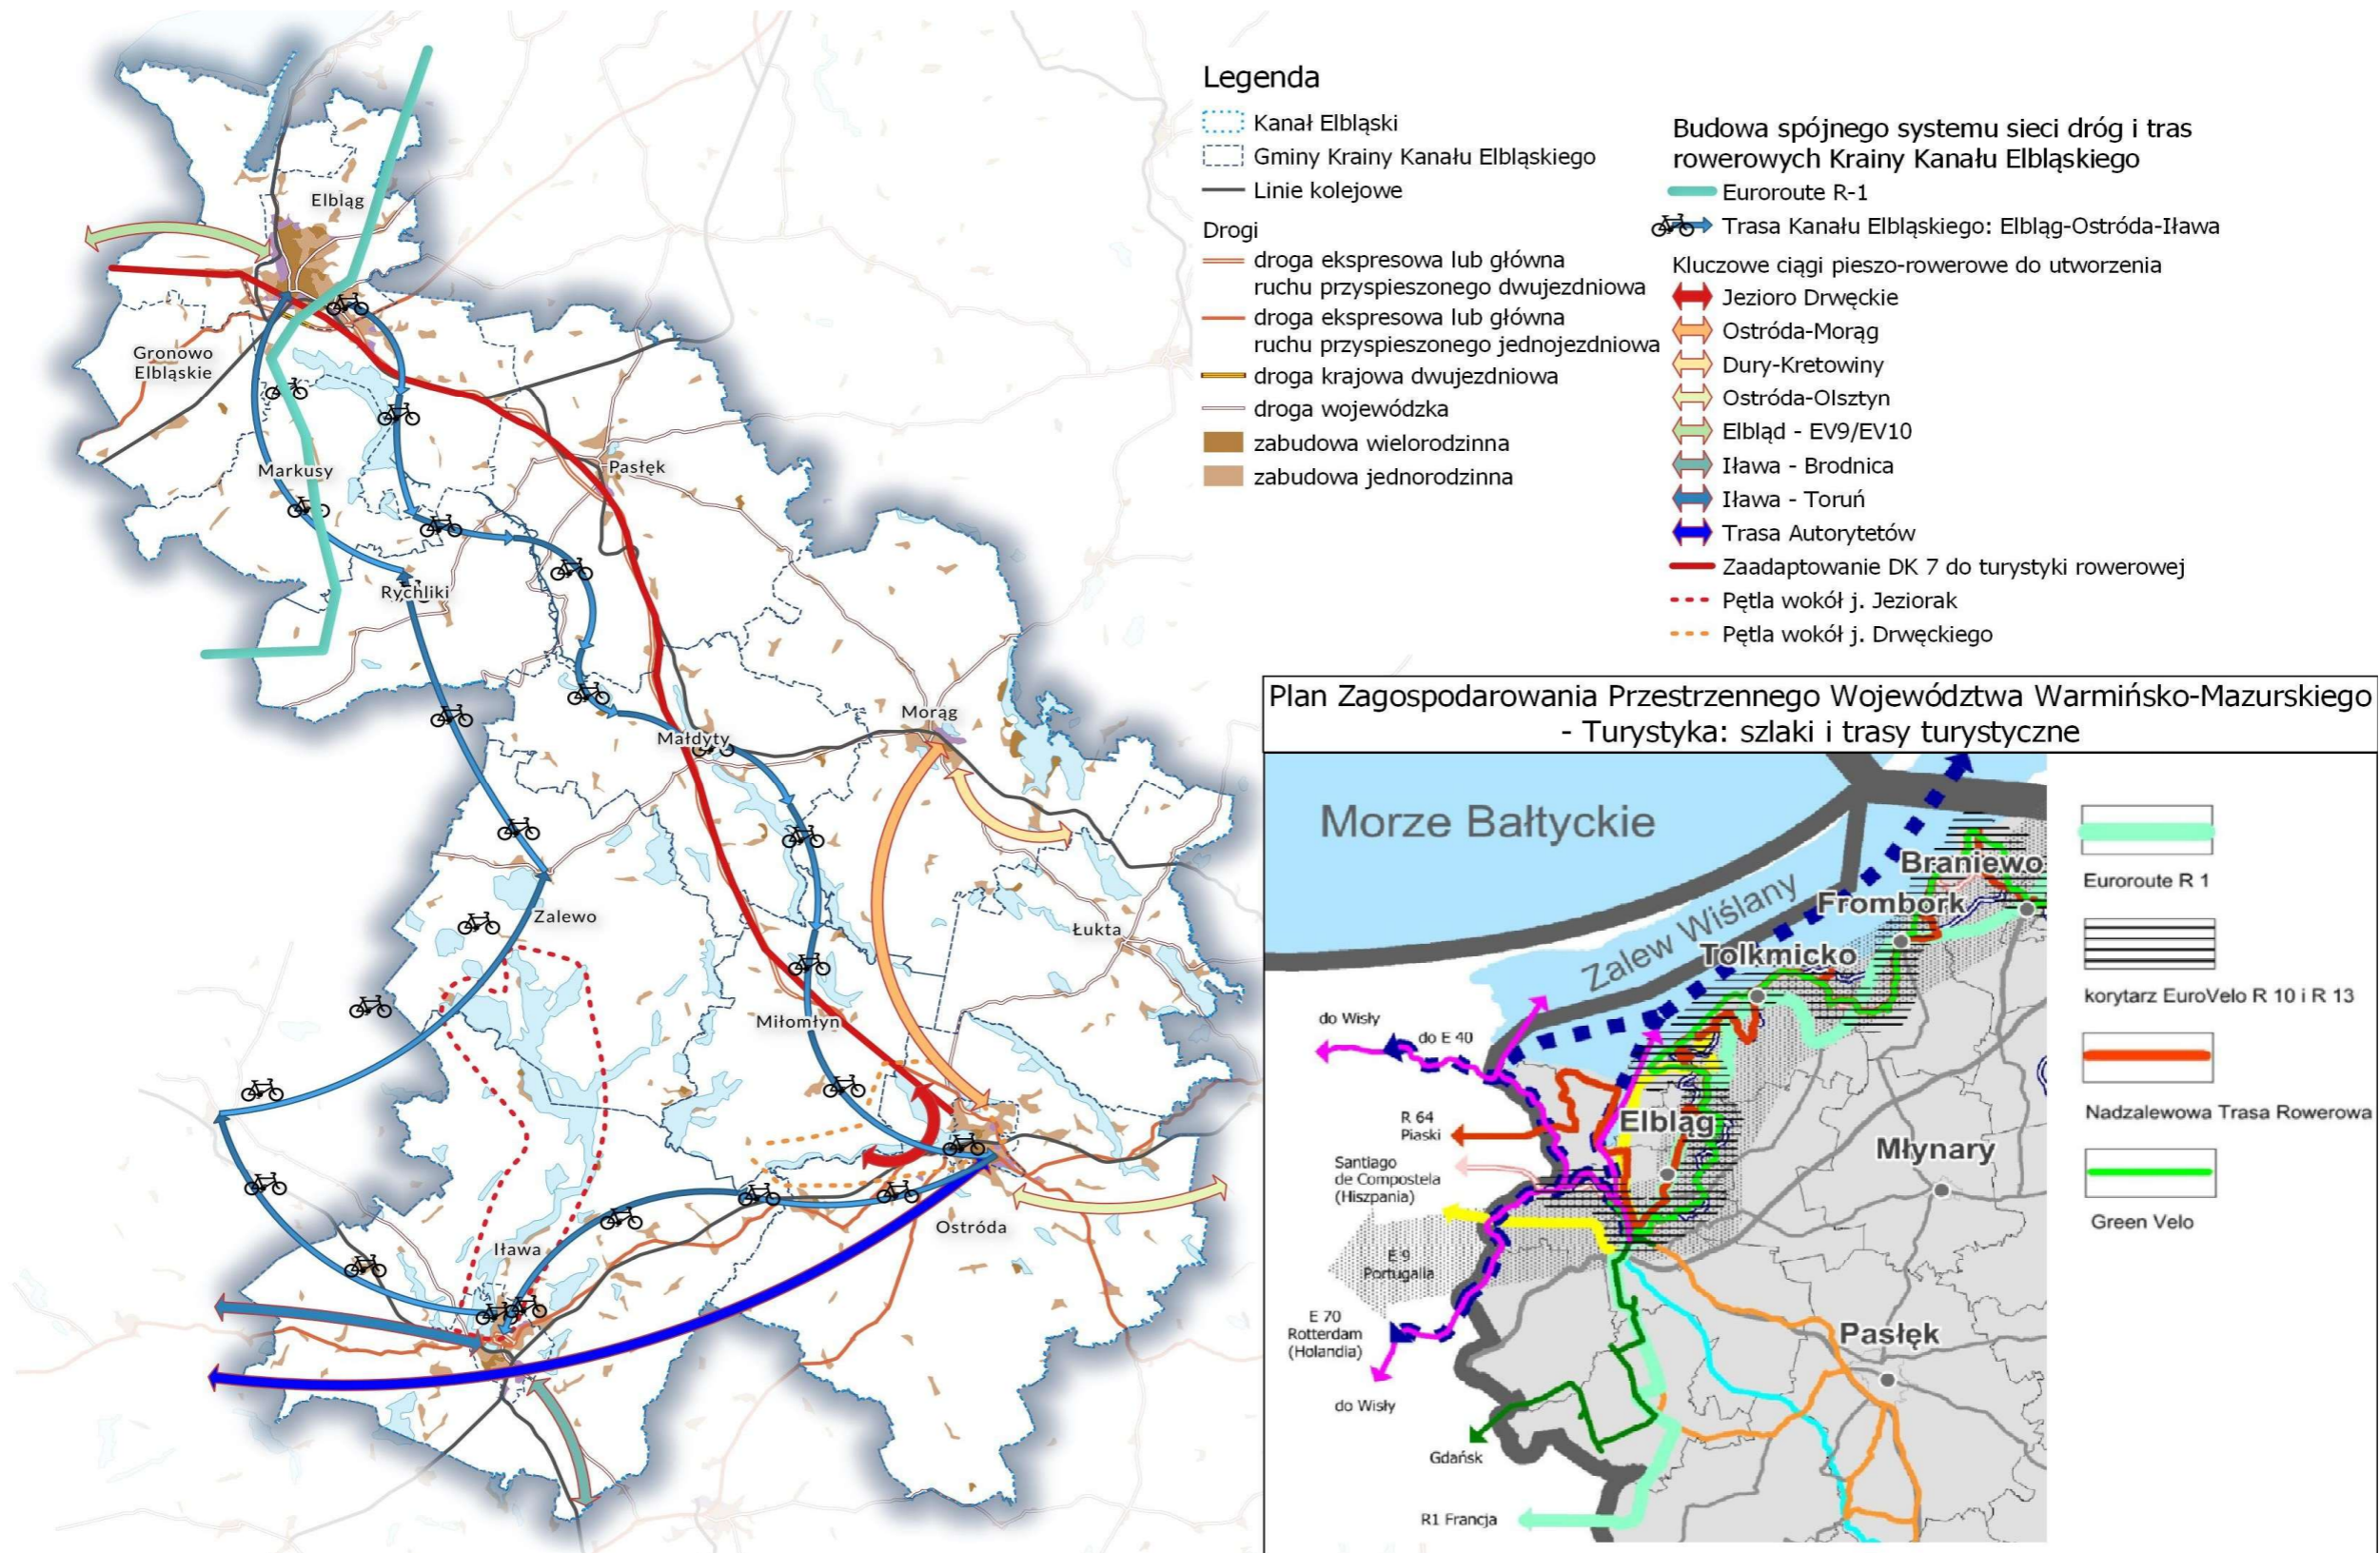 Elbląg
Gronowo
Elbląskie
Markusy
Pasłęk
Rychliki
Morąg
Małdyty
Zalewo
Łukta
Miłomłyn
Ostróda
Iława
Legenda
Kanał Elbląski
Gminy Krainy Kanału Elbląskiego
Linie kolejowe
Drogi
droga ekspresowa lub główna
ruchu przyspieszonego dwujezdniowa
droga ekspresowa lub główna
ruchu przyspieszonego jednojezdniowa
droga krajowa dwujezdniowa
droga wojewódzka
zabudowa wielorodzinna
zabudowa jednorodzinna
Budowa spójnego systemu sieci dróg i tras
rowerowych Krainy Kanału Elbląskiego
Euroroute R-1
Trasa Kanału Elbląskiego: Elbląg-Ostróda-Iława
Kluczowe ciągi pieszo-rowerowe do utworzenia
Jezioro Drwęckie
Ostróda-Morąg
Dury-Kretowiny
Ostróda-Olsztyn
Elbląd - EV9/EV10
Iława - Brodnica
Iława - Toruń
Trasa Autorytetów
Zaadaptowanie DK 7 do turystyki rowerowej
Pętla wokół j. Jeziorak
Pętla wokół j. Drwęckiego
Plan Zagospodarowania Przestrzennego Województwa Warmińsko-Mazurskiego
- Turystyka: szlaki i trasy turystyczne
Morze Bałtyckie
Zalew Wiślany
Braniewo
Frombork
Tolkmicko
do Wisły
do E 40
R 64
Piaski
Elbląg
Młynary
Santiago
de Compostela
(Hiszpania)
E 9
Portugalia
E 70
Rotterdam
(Holandia)
Pasłęk
do Wisły
Gdańsk
R1 Francja
Euroroute R 1
korytarz EuroVelo R 10 i R 13
Nadzalewowa Trasa Rowerowa
Green Velo